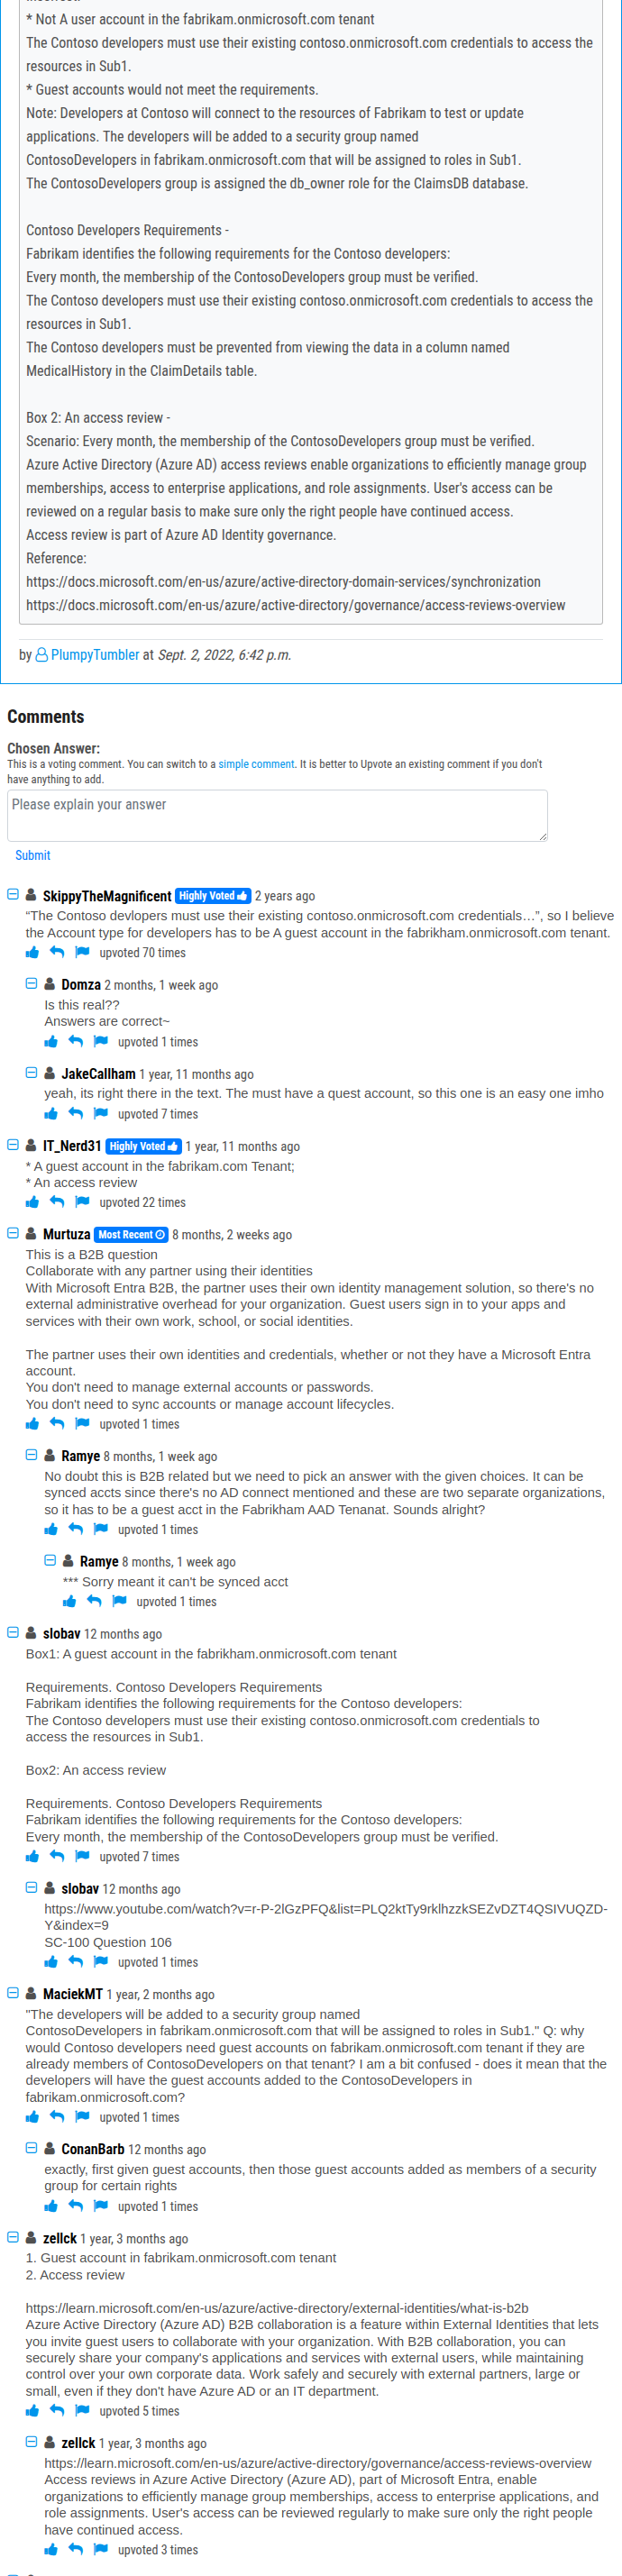 * Not A user account in the fabrikam.onmicrosoft.com tenant
The Contoso developers must use their existing contoso.onmicrosoft.com credentials to access the
resources in Sub1.
* Guest accounts would not meet the requirements.
Note: Developers at Contoso will connect to the resources of Fabrikam to test or update
applications. The developers will be added to a security group named
ContosoDevelopers in fabrikam.onmicrosoft.com that will be assigned to roles in Sub1.
The ContosoDevelopers group is assigned the db_owner role for the ClaimsDB database.
Contoso Developers Requirements -
Fabrikam identifies the following requirements for the Contoso developers:
Every month, the membership of the ContosoDevelopers group must be verified.
The Contoso developers must use their existing contoso.onmicrosoft.com credentials to access the
resources in Sub1.
The Contoso developers must be prevented from viewing the data in a column named
MedicalHistory in the ClaimDetails table.
Box 2: An access review -
Scenario: Every month, the membership of the ContosoDevelopers group must be verified.
Azure Active Directory (Azure AD) access reviews enable organizations to efficiently manage group
memberships, access to enterprise applications, and role assignments. User's access can be
reviewed on a regular basis to make sure only the right people have continued access.
Access review is part of Azure AD Identity governance.
Reference:
https://docs.microsoft.com/en-us/azure/active-directory-domain-services/synchronization
https://docs.microsoft.com/en-us/azure/active-directory/governance/access-reviews-overview
by PlumpyTumbler at Sept. 2, 2022, 6:42 p.m.
Comments
Chosen Answer:
This is a voting comment. You can switch to a simple comment. It is better to Upvote an existing comment if you don't
have anything to add.
Please explain your answer
Submit
SkippyTheMagnificent Highly Voted 2 years ago
“The Contoso devlopers must use their existing contoso.onmicrosoft.com credentials…”, so I believe
the Account type for developers has to be A guest account in the fabrikham.onmicrosoft.com tenant.
upvoted 70 times
Domza 2 months, 1 week ago
Is this real??
Answers are correct~
upvoted 1 times
JakeCallham 1 year, 11 months ago
yeah, its right there in the text. The must have a quest account, so this one is an easy one imho
upvoted 7 times
IT_Nerd31 Highly Voted 1 year, 11 months ago
* A guest account in the fabrikam.com Tenant;
* An access review
upvoted 22 times
Murtuza Most Recent 8 months, 2 weeks ago
This is a B2B question
Collaborate with any partner using their identities
With Microsoft Entra B2B, the partner uses their own identity management solution, so there's no
external administrative overhead for your organization. Guest users sign in to your apps and
services with their own work, school, or social identities.
The partner uses their own identities and credentials, whether or not they have a Microsoft Entra
account.
You don't need to manage external accounts or passwords.
You don't need to sync accounts or manage account lifecycles.
upvoted 1 times
Ramye 8 months, 1 week ago
No doubt this is B2B related but we need to pick an answer with the given choices. It can be
synced accts since there's no AD connect mentioned and these are two separate organizations,
so it has to be a guest acct in the Fabrikham AAD Tenanat. Sounds alright?
upvoted 1 times
Ramye 8 months, 1 week ago
*** Sorry meant it can't be synced acct
upvoted 1 times
slobav 12 months ago
Box1: A guest account in the fabrikham.onmicrosoft.com tenant
Requirements. Contoso Developers Requirements
Fabrikam identifies the following requirements for the Contoso developers:
The Contoso developers must use their existing contoso.onmicrosoft.com credentials to
access the resources in Sub1.
Box2: An access review
Requirements. Contoso Developers Requirements
Fabrikam identifies the following requirements for the Contoso developers:
Every month, the membership of the ContosoDevelopers group must be verified.
upvoted 7 times
slobav 12 months ago
https://www.youtube.com/watch?v=r-P-2lGzPFQ&list=PLQ2ktTy9rklhzzkSEZvDZT4QSIVUQZD-
Y&index=9
SC-100 Question 106
upvoted 1 times
MaciekMT 1 year, 2 months ago
"The developers will be added to a security group named
ContosoDevelopers in fabrikam.onmicrosoft.com that will be assigned to roles in Sub1." Q: why
would Contoso developers need guest accounts on fabrikam.onmicrosoft.com tenant if they are
already members of ContosoDevelopers on that tenant? I am a bit confused - does it mean that the
developers will have the guest accounts added to the ContosoDevelopers in
fabrikam.onmicrosoft.com?
upvoted 1 times
ConanBarb 12 months ago
exactly, first given guest accounts, then those guest accounts added as members of a security
group for certain rights
upvoted 1 times
zellck 1 year, 3 months ago
1. Guest account in fabrikam.onmicrosoft.com tenant
2. Access review
https://learn.microsoft.com/en-us/azure/active-directory/external-identities/what-is-b2b
Azure Active Directory (Azure AD) B2B collaboration is a feature within External Identities that lets
you invite guest users to collaborate with your organization. With B2B collaboration, you can
securely share your company's applications and services with external users, while maintaining
control over your own corporate data. Work safely and securely with external partners, large or
small, even if they don't have Azure AD or an IT department.
upvoted 5 times
zellck 1 year, 3 months ago
https://learn.microsoft.com/en-us/azure/active-directory/governance/access-reviews-overview
Access reviews in Azure Active Directory (Azure AD), part of Microsoft Entra, enable
organizations to efficiently manage group memberships, access to enterprise applications, and
role assignments. User's access can be reviewed regularly to make sure only the right people
have continued access.
upvoted 3 times